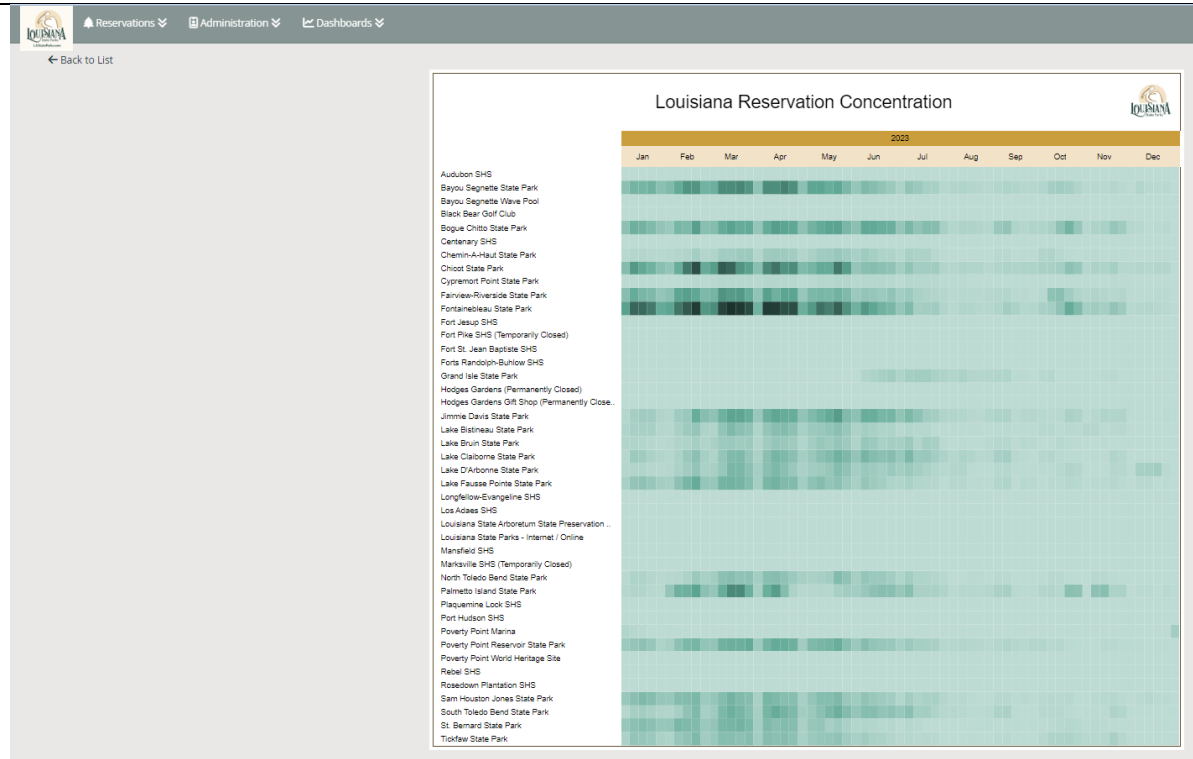 Reservations Administration Dashboards
LOUISIANA
State Parks
← Back to List
Louisiana Reservation Concentration
LOUISIANA
State Parks
2023
Jan Feb Mar Apr May Jun Jul Aug Sep Oct Nov Dec
Audubon SHS
Bayou Segnette State Park
Bayou Segnette Wave Pool
Black Bear Golf Club
Bogue Chitto State Park
Centenary SHS
Chemin-A-Haut State Park
Chicot State Park
Cypremort Point State Park
Fairview-Riverside State Park
Fontainebleau State Park
Fort Jesup SHS
Fort Pike SHS (Temporarily Closed)
Fort St. Jean Baptiste SHS
Forts Randolph-Buhlow SHS
Grand Isle State Park
Hodges Gardens (Permanently Closed)
Hodges Gardens Gift Shop (Permanently Close..
Jimmie Davis State Park
Lake Bistineau State Park
Lake Bruin State Park
Lake Claiborne State Park
Lake D'Arbonne State Park
Lake Fausse Pointe State Park
Longfellow-Evangeline SHS
Los Adaes SHS
Louisiana State Arboretum State Preservation ..
Louisiana State Parks - Internet / Online
Mansfield SHS
Marksville SHS (Temporarily Closed)
North Toledo Bend State Park
Palmetto Island State Park
Plaquemine Lock SHS
Port Hudson SHS
Poverty Point Marina
Poverty Point Reservoir State Park
Poverty Point World Heritage Site
Rebel SHS
Rosedown Plantation SHS
Sam Houston Jones State Park
South Toledo Bend State Park
St. Bernard State Park
Tickfaw State Park